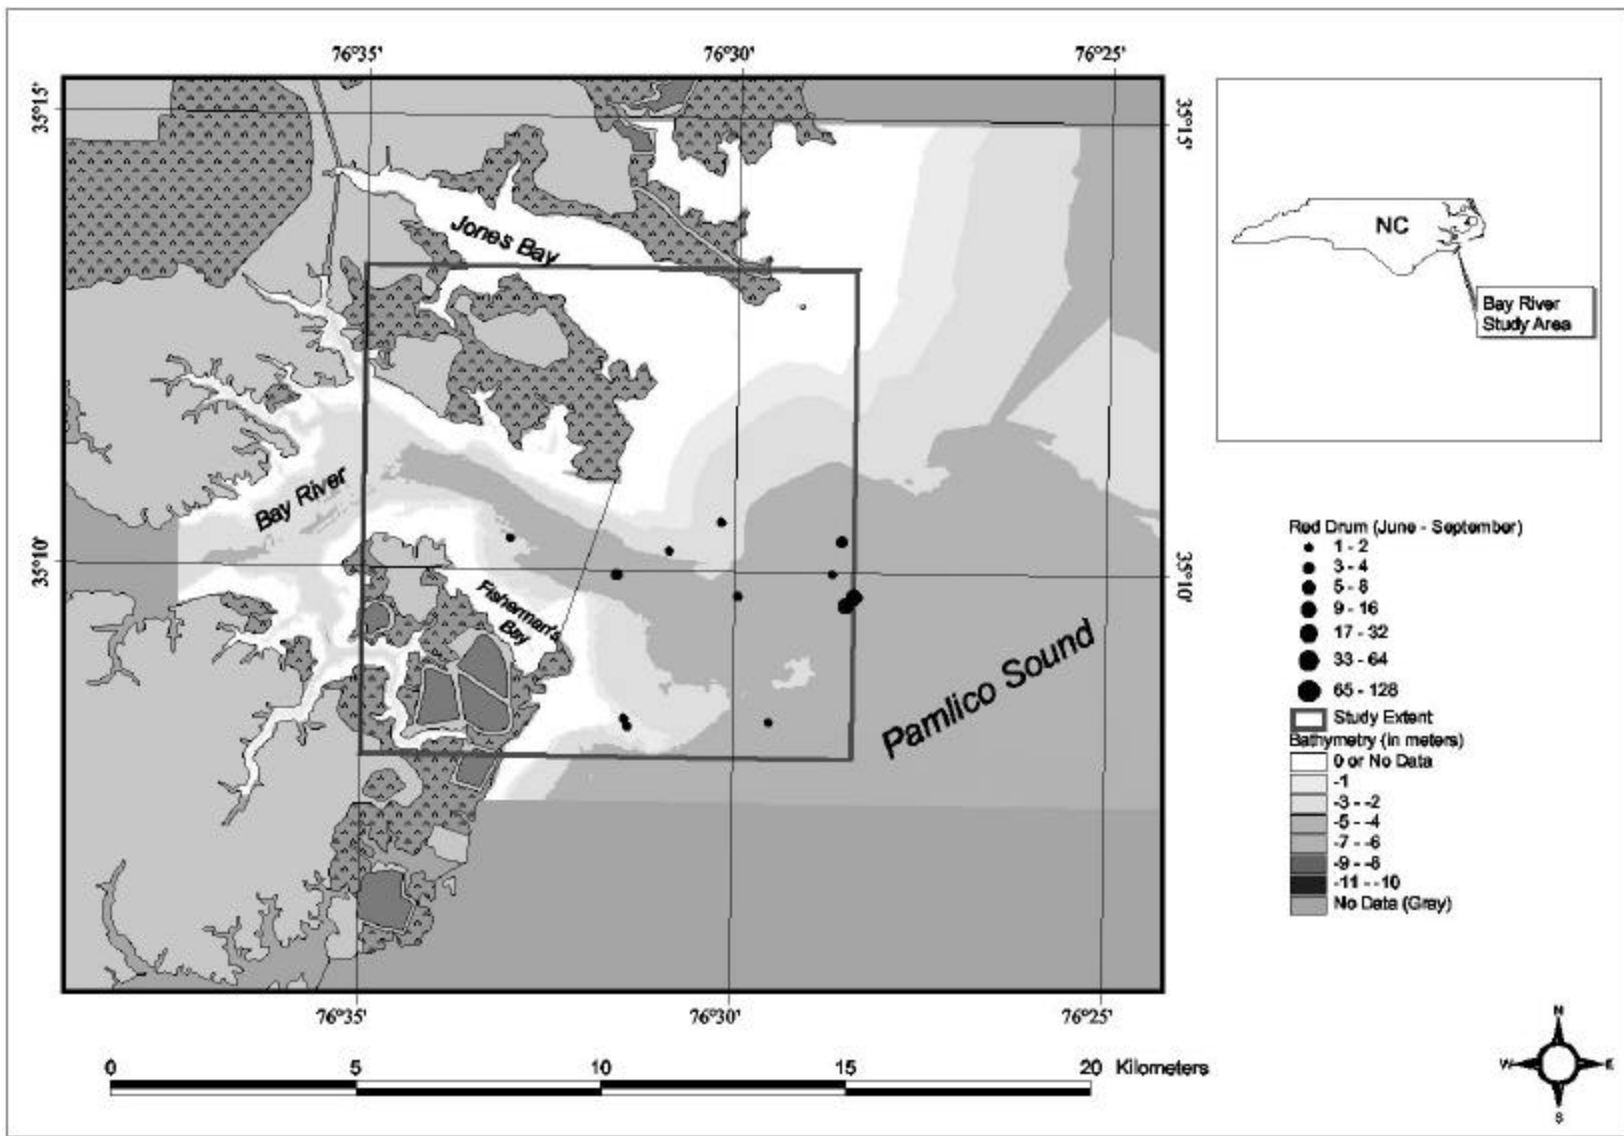 76°35'
76°30'
76°25'
35°15'
35°15'
Jones Bay
NC
Bay River
Study Area
Bay River
35°10'
35°10'
Fisherman's
Bay
Pamlico Sound
Red Drum (June - September)
1 - 2
3 - 4
5 - 8
9 - 16
17 - 32
33 - 64
65 - 128
Study Extent
Bathymetry (in meters)
0 or No Data
-1
-3 - -2
-5 - -4
-7 - -6
-9 - -8
-11 - -10
No Data (Gray)
76°35'
76°30'
76°25'
0 5 10 15 20 Kilometers
N
W E
S